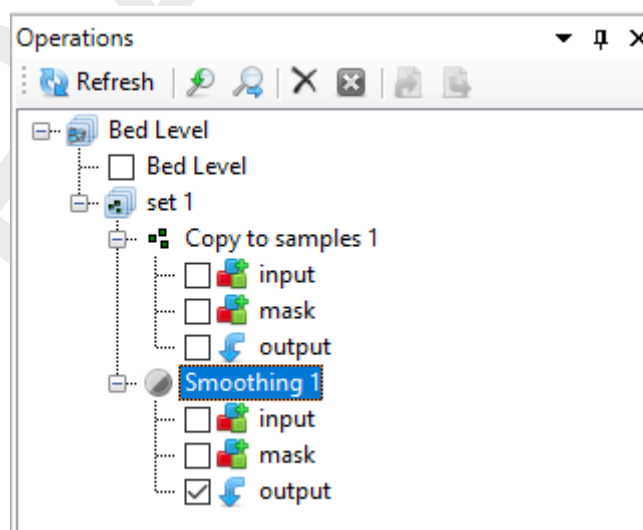 Operations
Refresh
Bed Level
Bed Level
set 1
Copy to samples 1
input
mask
output
Smoothing 1
input
mask
output